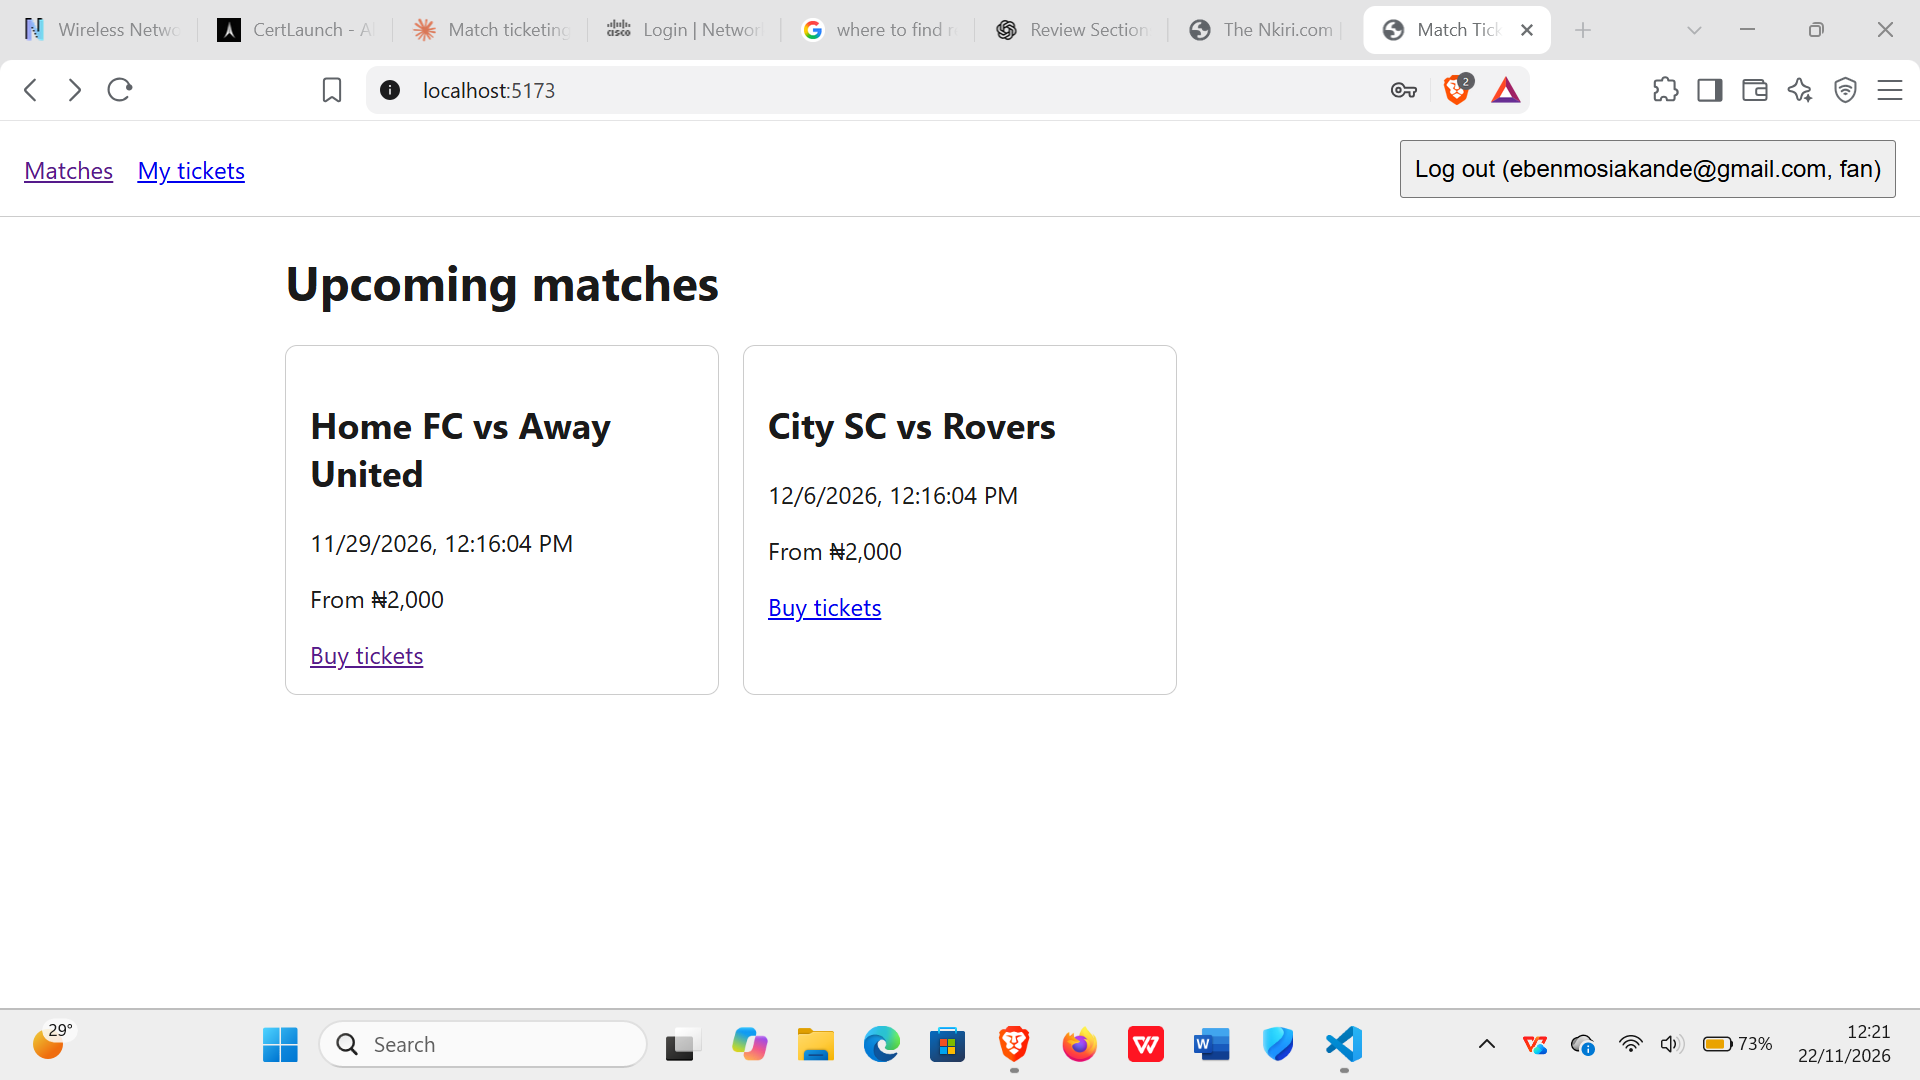 Wireless Netwo
CertLaunch - A
Match ticketing
cisco
Login | Networ
where to find r
Review Section
The Nkiri.com |
Match Tick
localhost:5173
2
Matches
My tickets
Log out (ebenmosiakande@gmail.com, fan)
Upcoming matches
Home FC vs Away
United
11/29/2026, 12:16:04 PM
From ₦2,000
Buy tickets
City SC vs Rovers
12/6/2026, 12:16:04 PM
From ₦2,000
Buy tickets
29°
Search
73%
12:21
22/11/2026